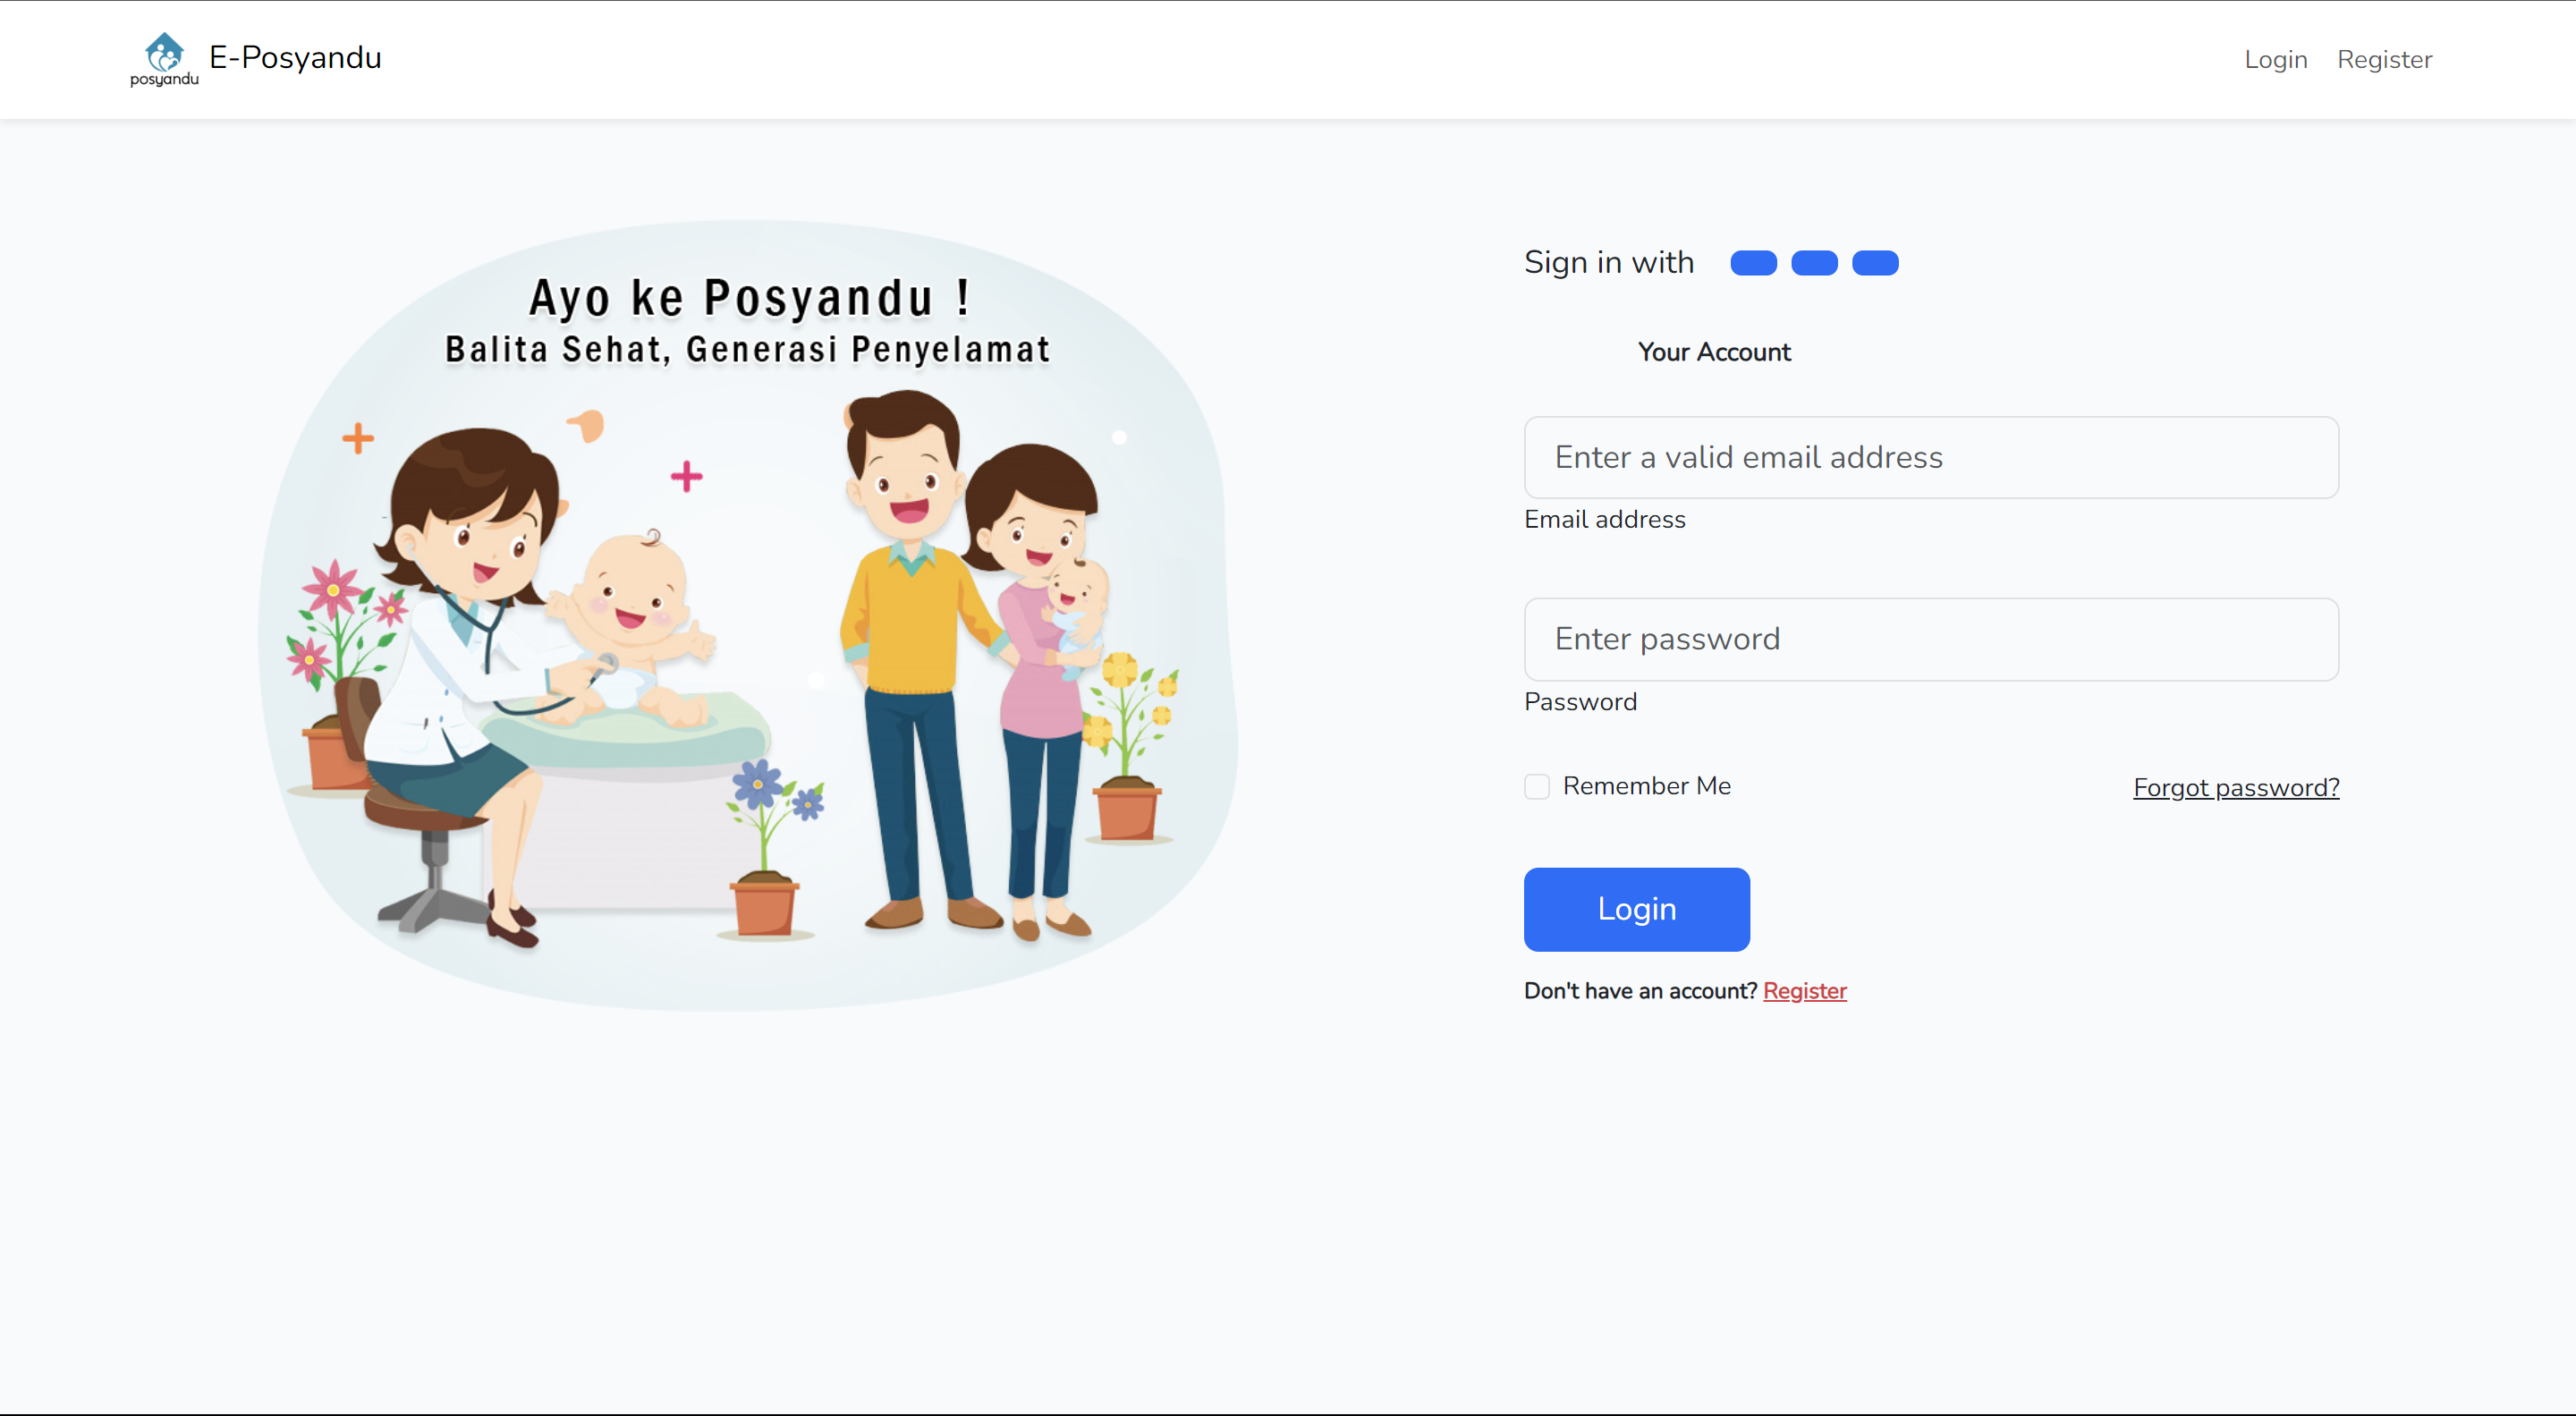 posyandu
E-Posyandu
Login
Register
Ayo ke Posyandu !
Balita Sehat, Generasi Penyelamat
Sign in with
Your Account
Enter a valid email address
Email address
Enter password
Password
Remember Me
Forgot password?
Login
Don't have an account? Register